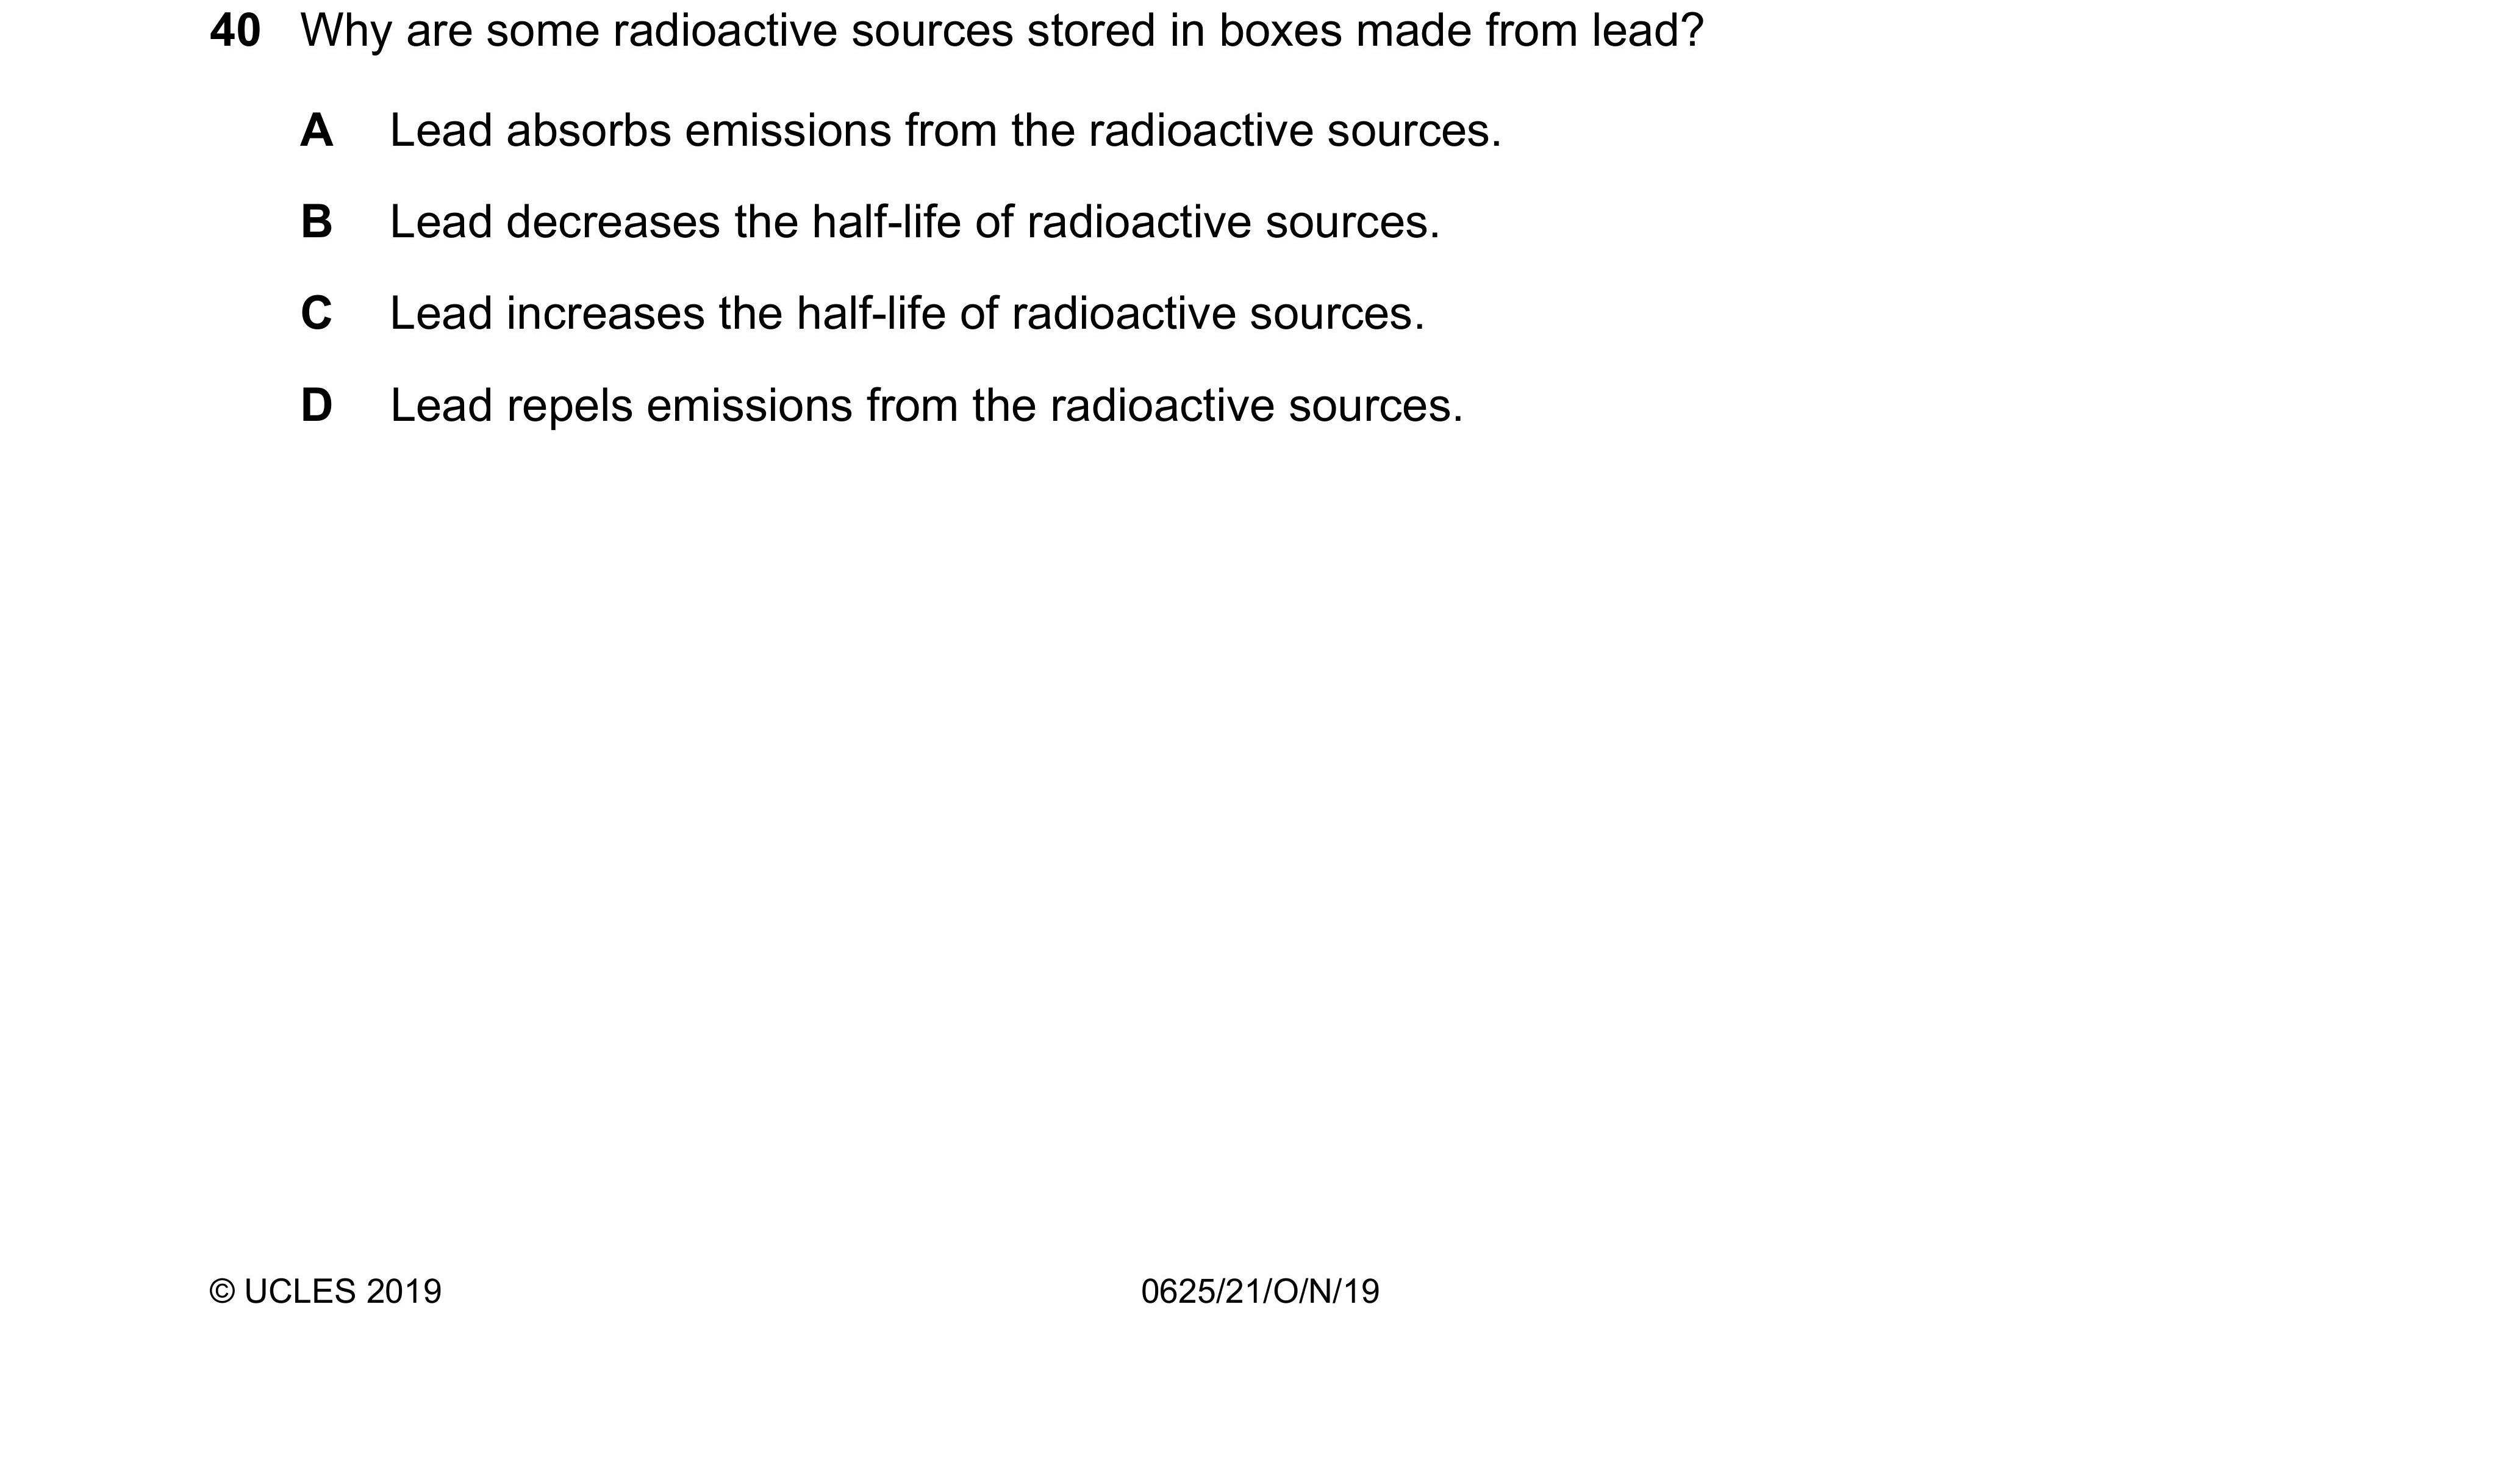 40 Why are some radioactive sources stored in boxes made from lead?
A Lead absorbs emissions from the radioactive sources.
B Lead decreases the half-life of radioactive sources.
C Lead increases the half-life of radioactive sources.
D Lead repels emissions from the radioactive sources.
© UCLES 2019 0625/21/O/N/19